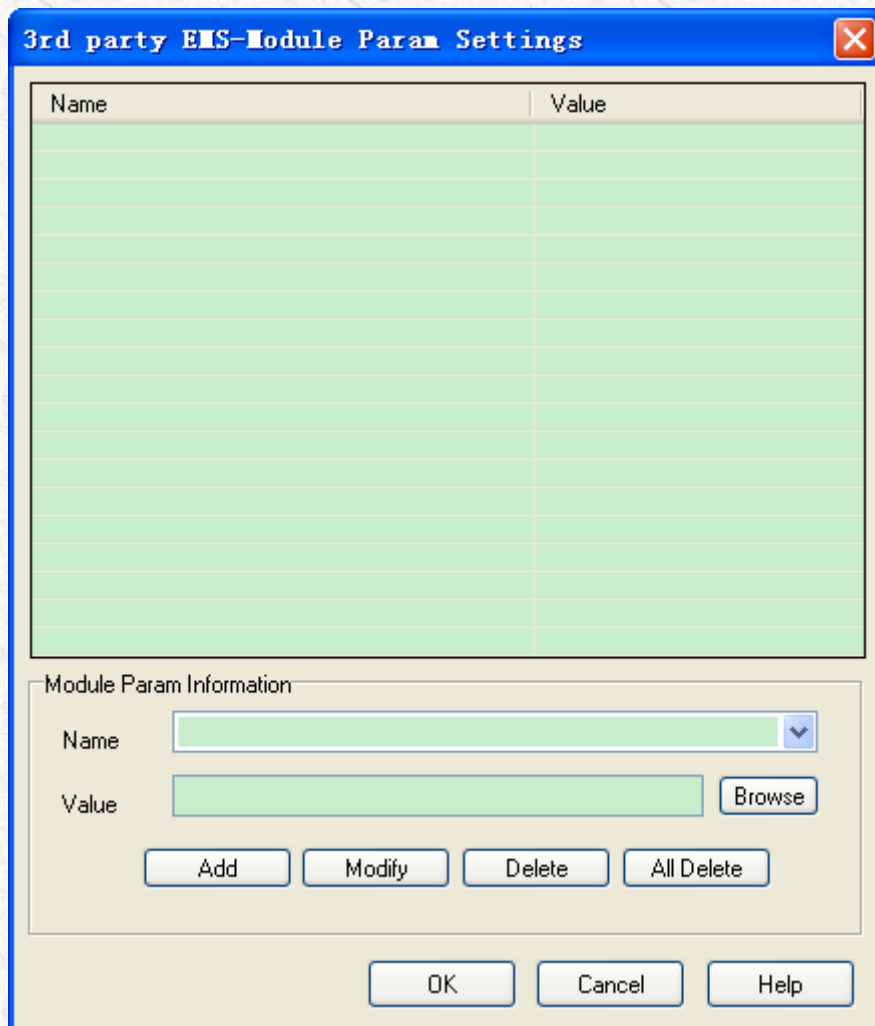 3rd party EMS-Module Param Settings
Name Value
Module Param Information
Name
Value Browse
Add Modify Delete All Delete
OK Cancel Help